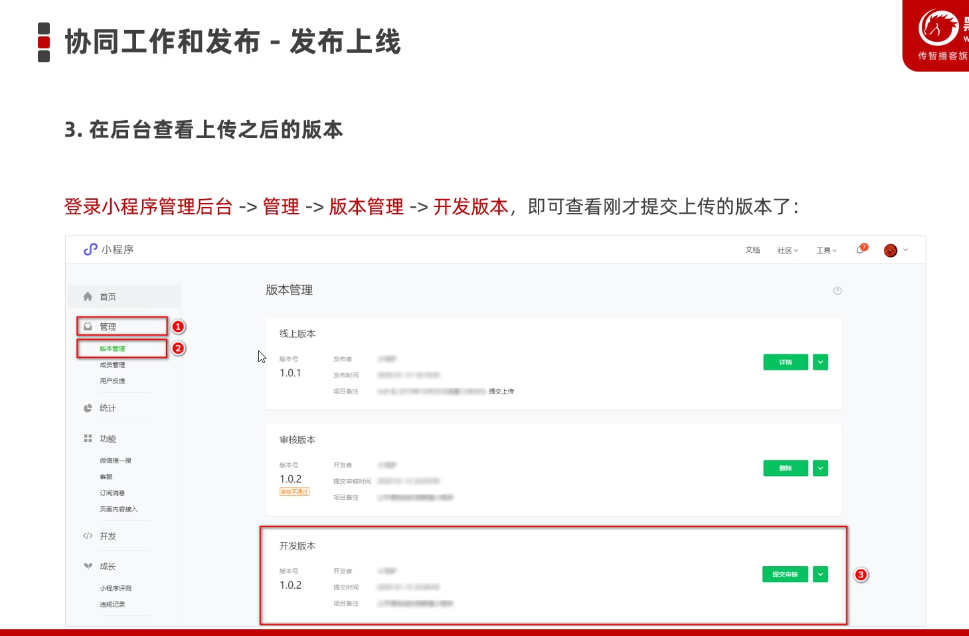 协同工作和发布 - 发布上线
传智播客旗
3. 在后台查看上传之后的版本
登录小程序管理后台 -> 管理 -> 版本管理 -> 开发版本，即可查看刚才提交上传的版本了：
小程序
文档 社区 工具 7
首页
管理 1
版本管理 2
成员管理
用户反馈
统计
功能
微信搜一搜
客服
订阅消息
页面内容接入
开发
成长
小程序评测
违规记录
版本管理
线上版本
版本号 发布者
1.0.1 发布时间
项目备注 提交上传
详情
审核版本
版本号 开发者
1.0.2 提交审核时间
审核不通过 项目备注
删除
开发版本
版本号 开发者
1.0.2 提交时间
项目备注
提交审核 3